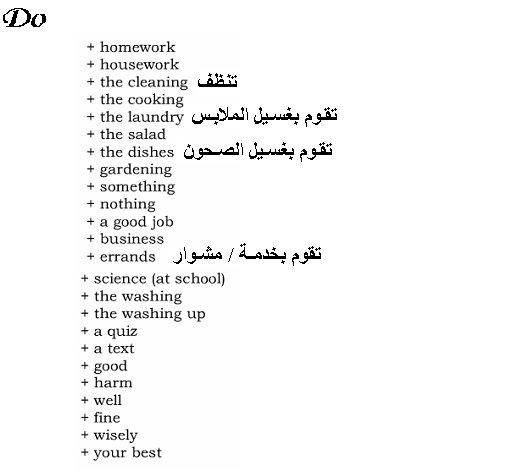 Do
+ homework
+ housework
+ the cleaning تنظف
+ the cooking
+ the laundry تقوم بغسيل الملابس
+ the salad
+ the dishes تقوم بغسيل الصحون
+ gardening
+ something
+ nothing
+ a good job
+ business
+ errands تقوم بخدمة / مشوار
+ science (at school)
+ the washing
+ the washing up
+ a quiz
+ a text
+ good
+ harm
+ well
+ fine
+ wisely
+ your best